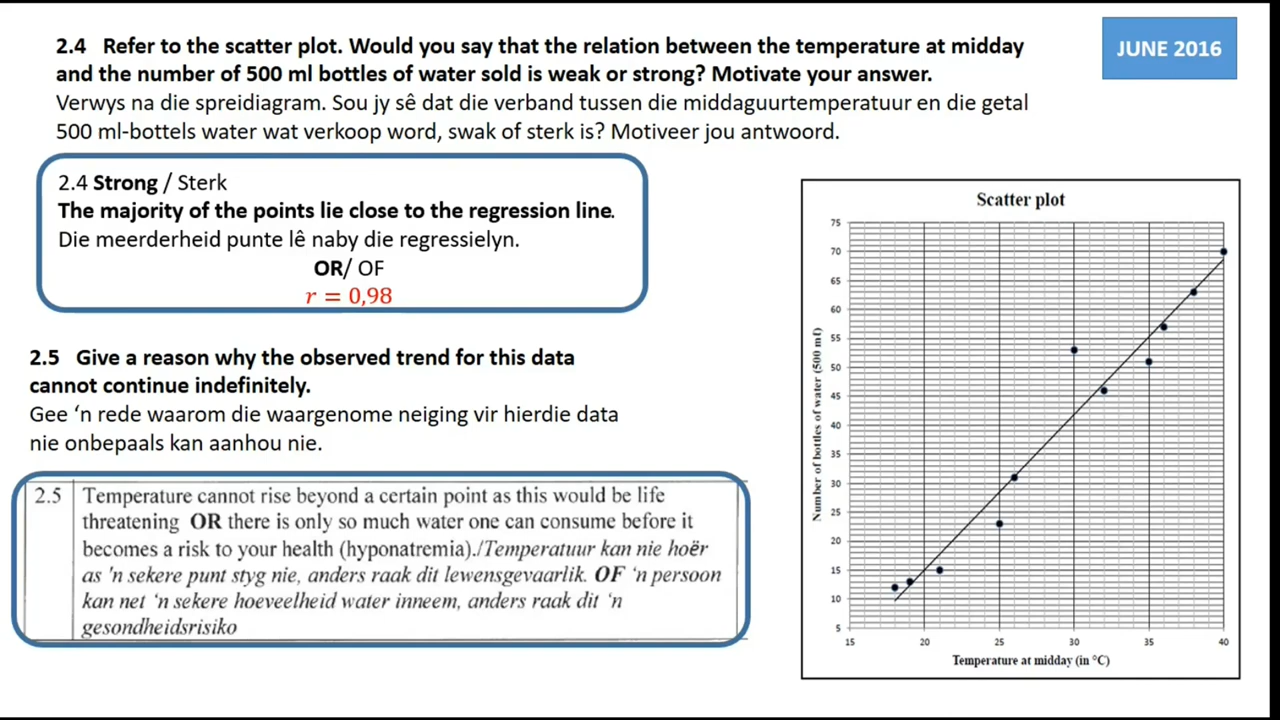 2.4 Refer to the scatter plot. Would you say that the relation between the temperature at midday
and the number of 500 ml bottles of water sold is weak or strong? Motivate your answer.
Verwys na die spreidiagram. Sou jy sê dat die verband tussen die middaguurtemperatuur en die getal
500 ml-bottels water wat verkoop word, swak of sterk is? Motiveer jou antwoord.
JUNE 2016
2.4 Strong / Sterk
The majority of the points lie close to the regression line.
Die meerderheid punte lê naby die regressielyn.
OR/ OF
r = 0,98
2.5 Give a reason why the observed trend for this data
cannot continue indefinitely.
Gee ‘n rede waarom die waargenome neiging vir hierdie data
nie onbepaals kan aanhou nie.
2.5 Temperature cannot rise beyond a certain point as this would be life
threatening OR there is only so much water one can consume before it
becomes a risk to your health (hyponatremia)./Temperatuur kan nie hoër
as 'n sekere punt styg nie, anders raak dit lewensgevaarlik. OF 'n persoon
kan net 'n sekere hoeveelheid water inneem, anders raak dit 'n
gesondheidsrisiko
Scatter plot
Number of bottles of water (500 ml)
75
70
65
60
55
50
45
40
35
30
25
20
15
10
5
15 20 25 30 35 40
Temperature at midday (in °C)